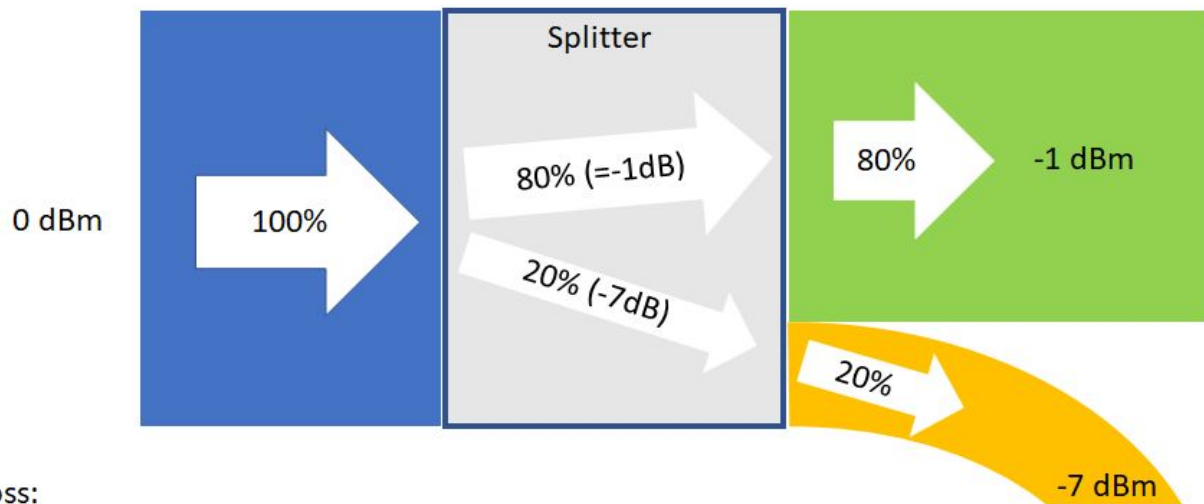 Splitter
0 dBm
100%
80% (=-1dB)
20% (-7dB)
80%
-1 dBm
20%
-7 dBm